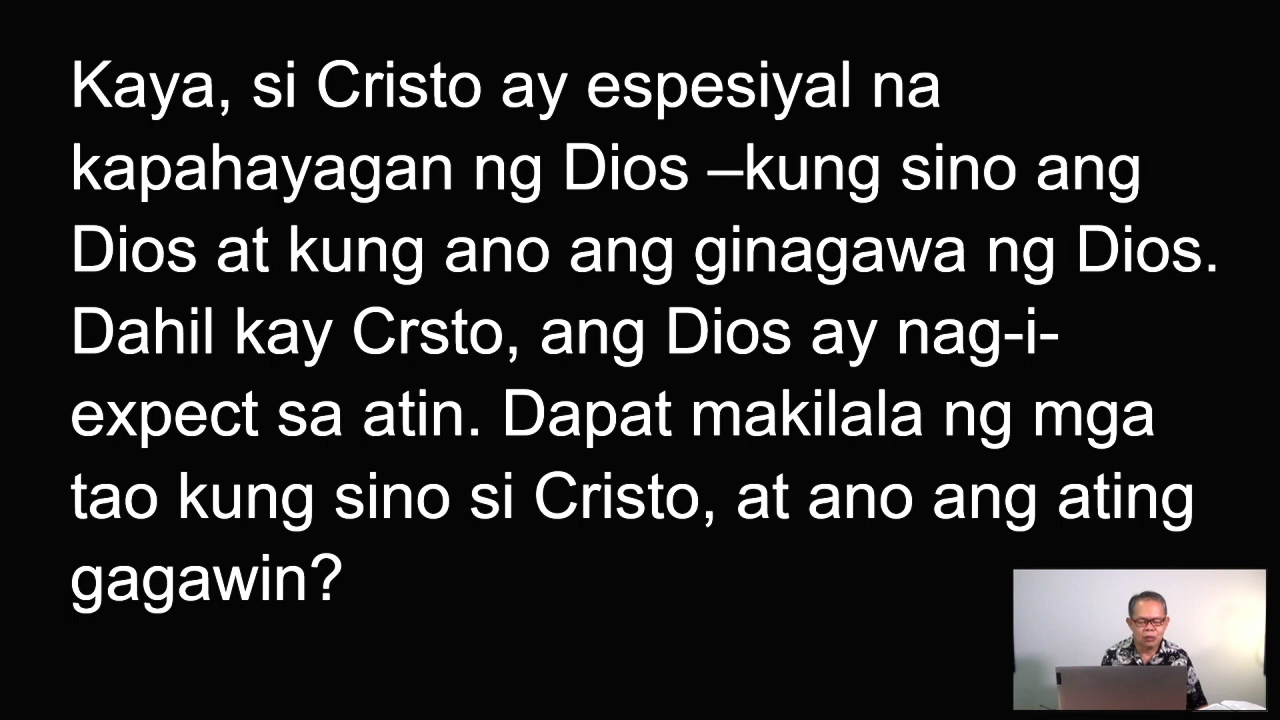 Kaya, si Cristo ay espesiyal na
kapahayagan ng Dios –kung sino ang
Dios at kung ano ang ginagawa ng Dios.
Dahil kay Crsto, ang Dios ay nag-i-
expect sa atin. Dapat makilala ng mga
tao kung sino si Cristo, at ano ang ating
gagawin?